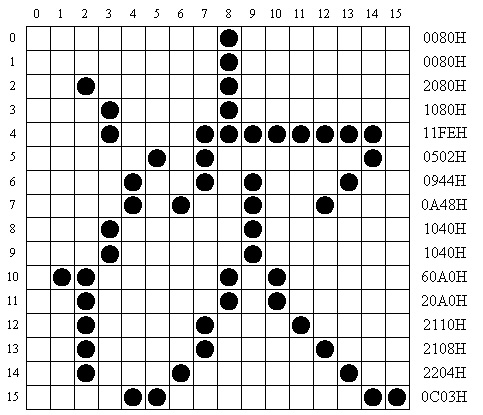 0 1 2 3 4 5 6 7 8 9 10 11 12 13 14 15
0 0080H
1 0080H
2 2080H
3 1080H
4 11FEH
5 0502H
6 0944H
7 0A48H
8 1040H
9 1040H
10 60A0H
11 20A0H
12 2110H
13 2108H
14 2204H
15 0C03H
次